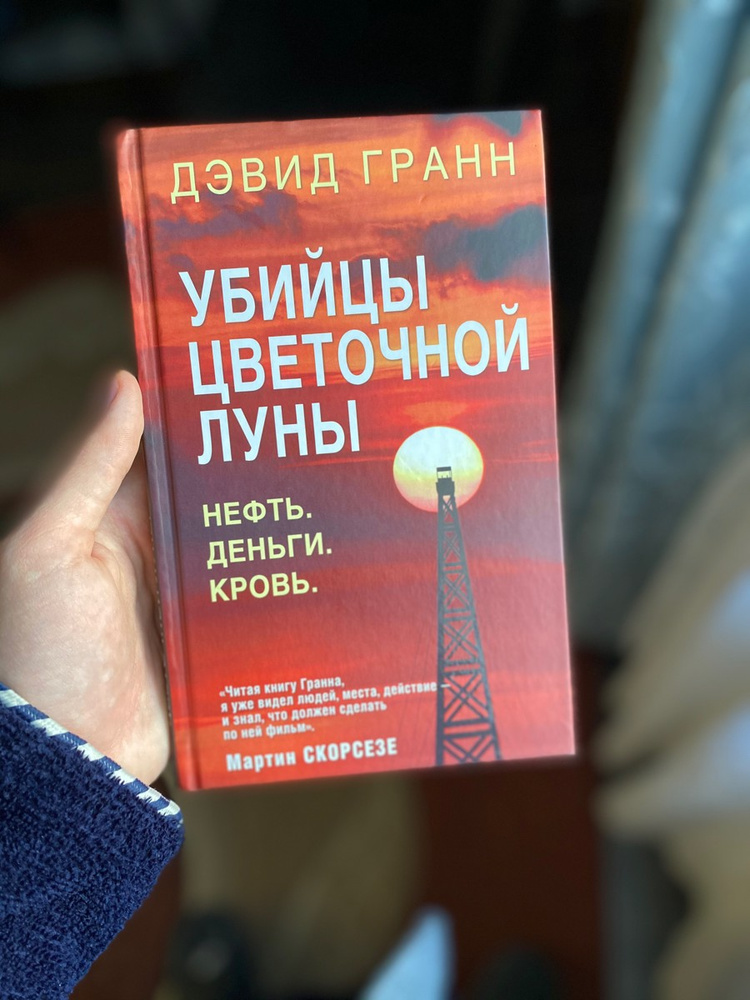 ДЭВИД ГРАНН
УБИЙЦЫ
ЦВЕТОЧНОЙ
ЛУНЫ
НЕФТЬ.
ДЕНЬГИ.
КРОВЬ.
«Читая книгу Гранна,
я уже видел людей, места, действие –
и знал, что должен сделать
по ней фильм».
Мартин СКОРСЕЗЕ